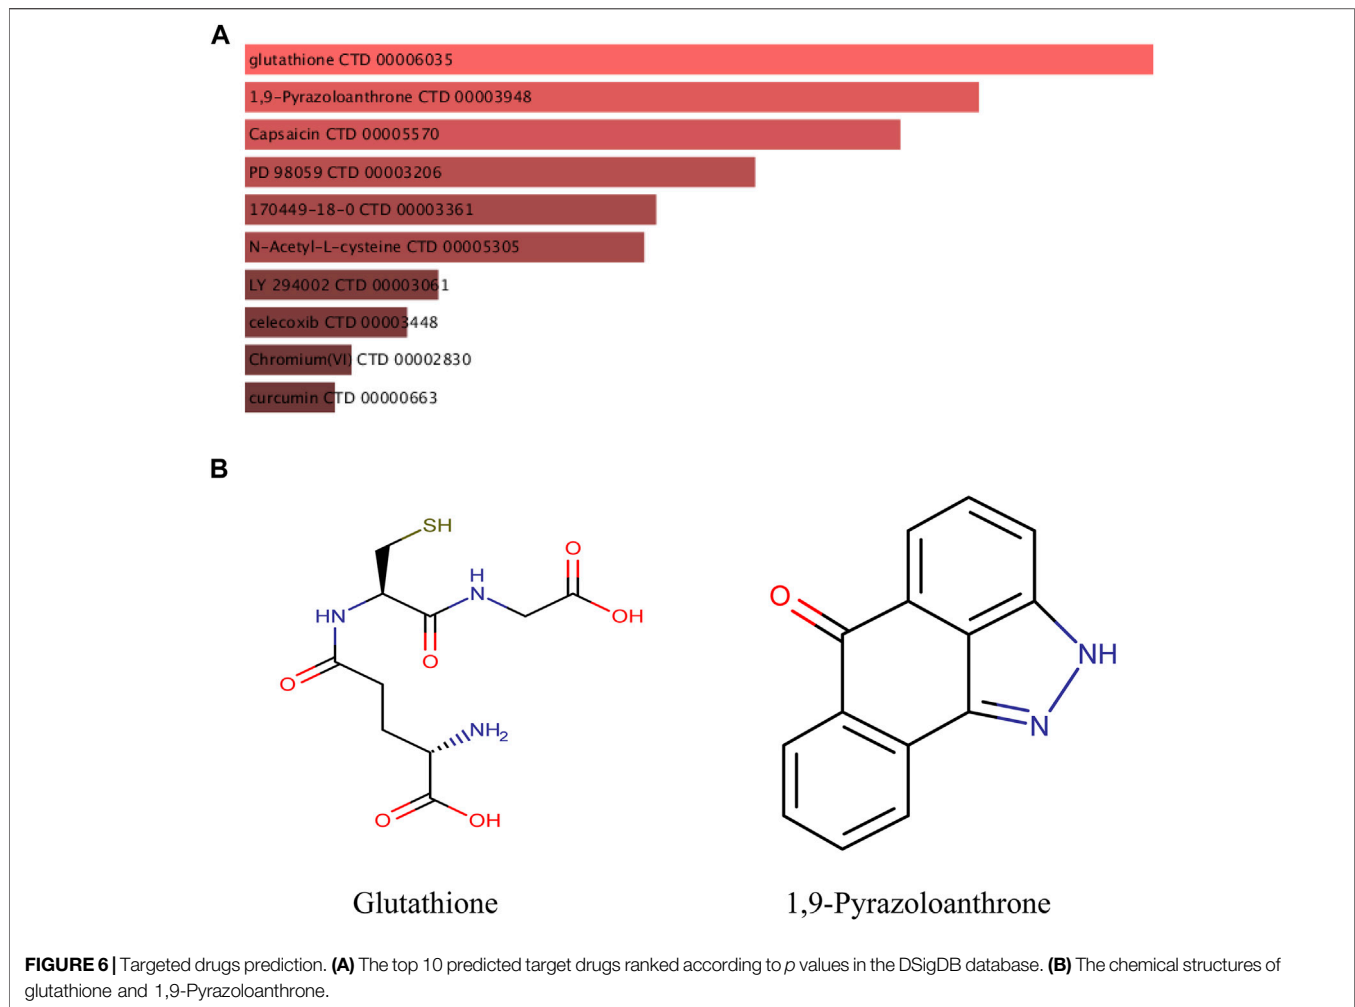 A
glutathione CTD 00006035
1,9-Pyrazoloanthrone CTD 00003948
Capsaicin CTD 00005570
PD 98059 CTD 00003206
170449-18-0 CTD 00003361
N-Acetyl-L-cysteine CTD 00005305
LY 294002 CTD 00003061
celecoxib CTD 00003448
Chromium(VI) CTD 00002830
curcumin CTD 00000663
B
SH
O
H
N
HN
OH
O
O
NH2
O
OH
O
NH
N
Glutathione
1,9-Pyrazoloanthrone
FIGURE 6 | Targeted drugs prediction. (A) The top 10 predicted target drugs ranked according to p values in the DSigDB database. (B) The chemical structures of
glutathione and 1,9-Pyrazoloanthrone.